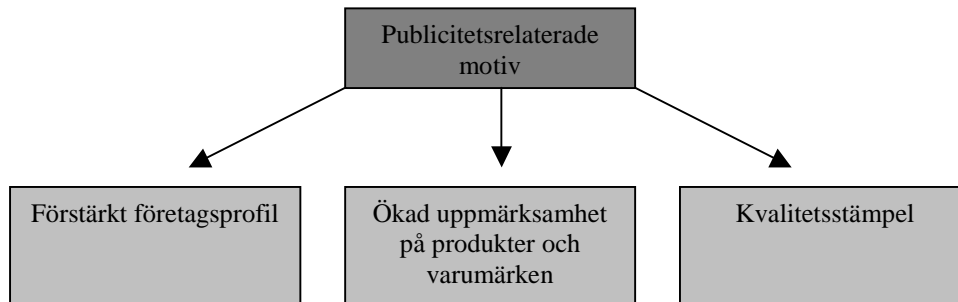 Publicitetsrelaterade
motiv
Förstärkt företagsprofil
Ökad uppmärksamhet
på produkter och
varumärken
Kvalitetsstämpel